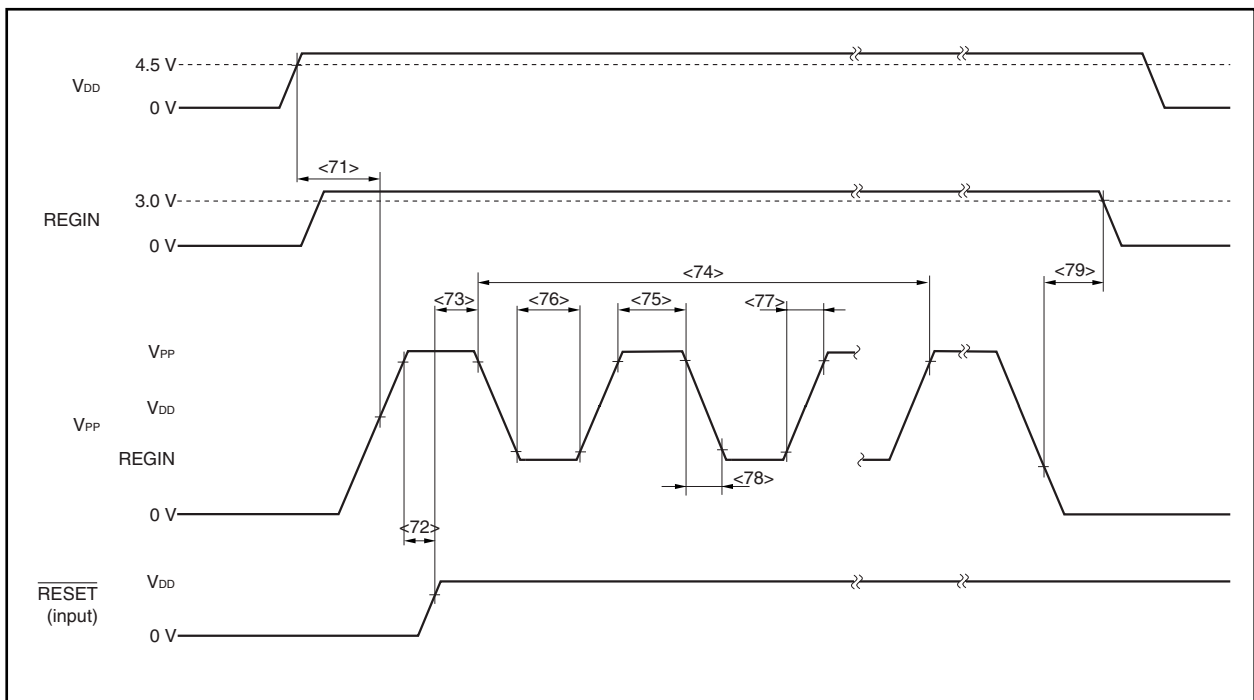 4.5 V
VDD
0 V
<71>
3.0 V
REGIN
0 V
<74>
<79>
<73>
<76>
<75>
<77>
VPP
VDD
VPP
REGIN
<78>
0 V
<72>
VDD
RESET
(input)
0 V